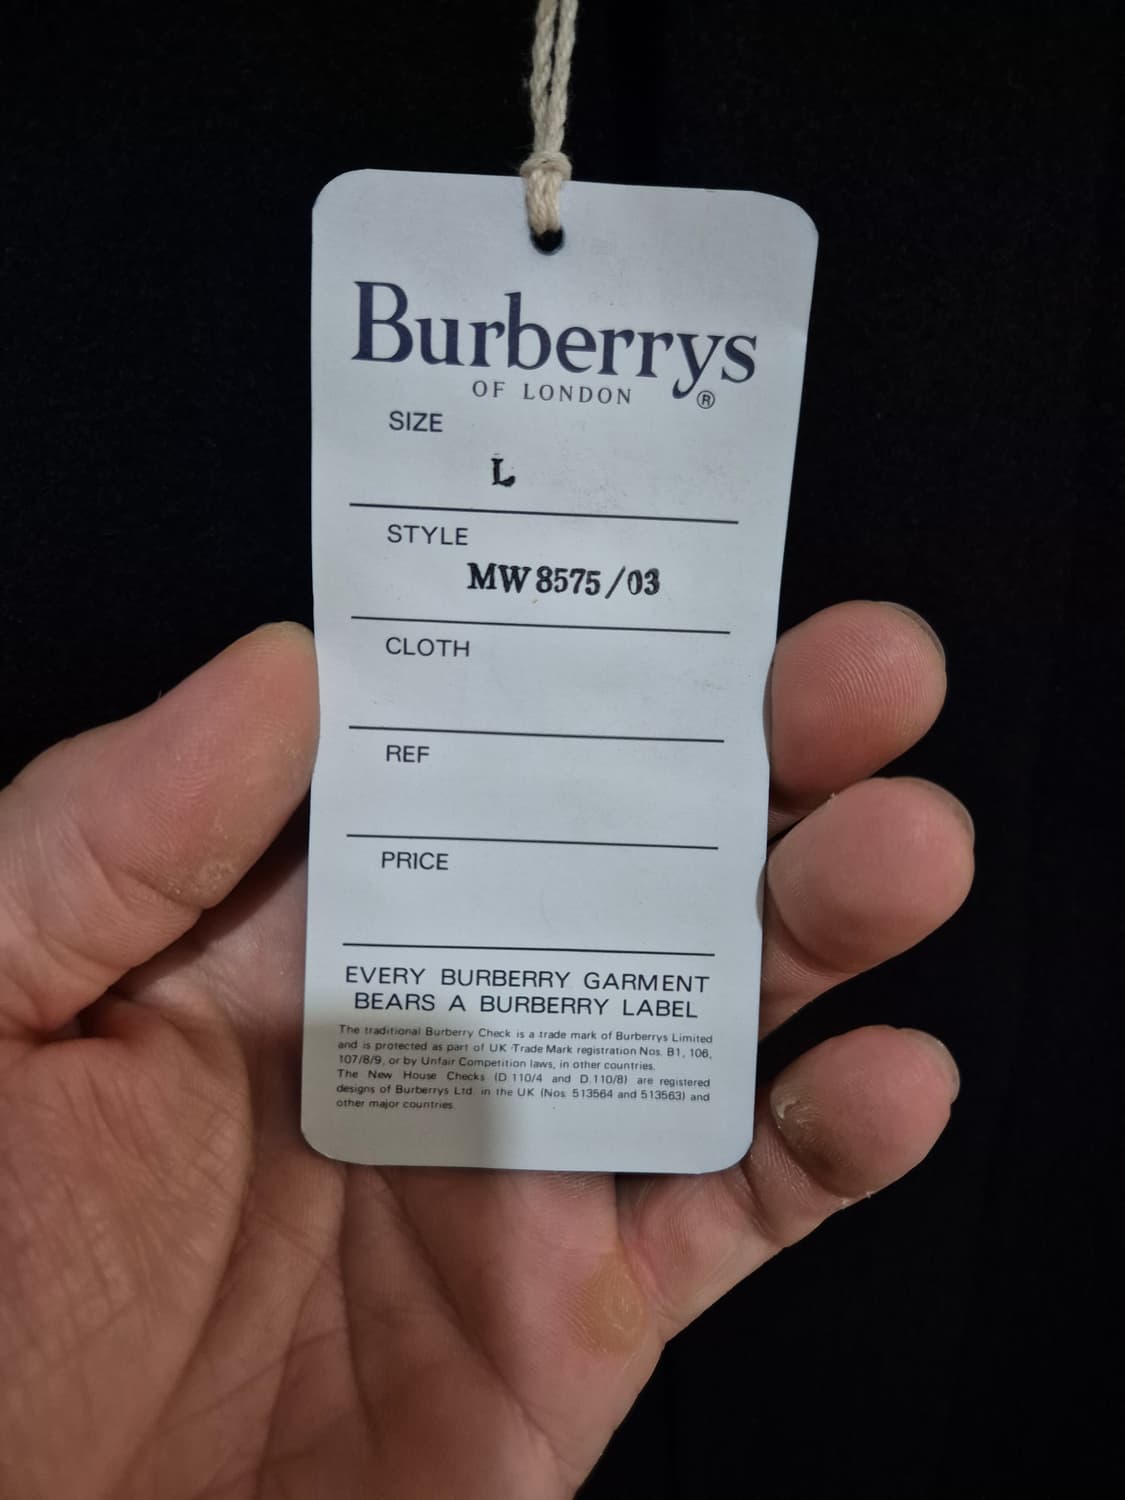 Burberrys
OF LONDON ®
SIZE
L
STYLE
MW 8575/03
CLOTH
REF
PRICE
EVERY BURBERRY GARMENT
BEARS A BURBERRY LABEL
The traditional Burberry Check is a trade mark of Burberrys Limited
and is protected as part of UK Trade Mark registration Nos. B1, 106,
107/8/9, or by Unfair Competition laws, in other countries.
The New House Checks (D 110/4 and D.110/8) are registered
designs of Burberrys Ltd. in the UK (Nos. 513564 and 513563) and
other major countries.